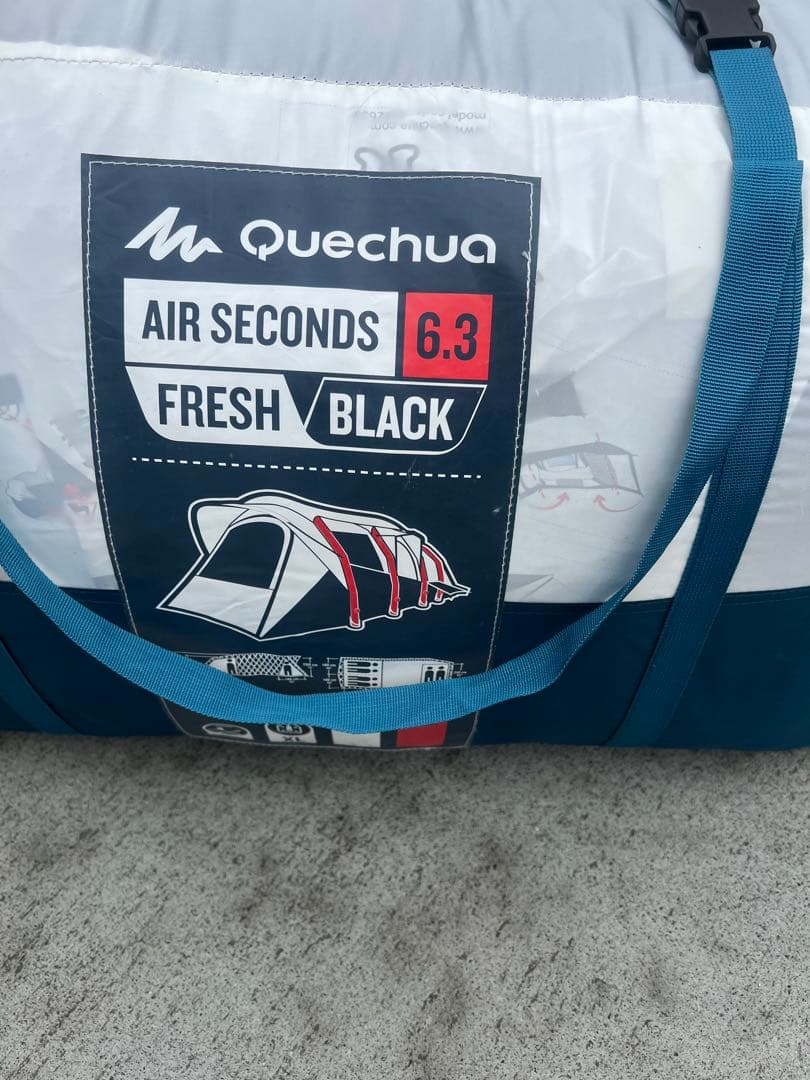 Quechua
AIR SECONDS 6.3
FRESH BLACK
XL